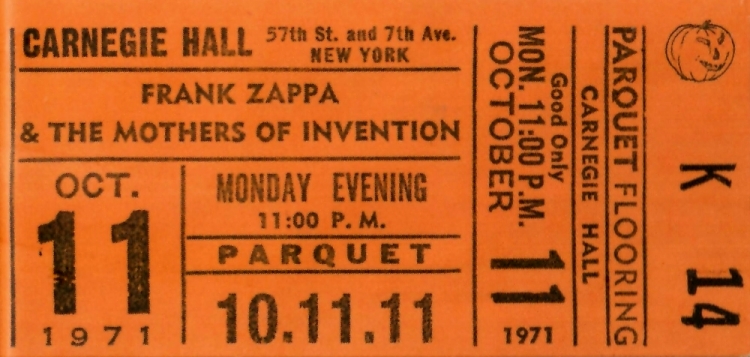 CARNEGIE HALL
57th St. and 7th Ave.
NEW YORK
FRANK ZAPPA
& THE MOTHERS OF INVENTION
OCT.
11
1971
MONDAY EVENING
11:00 P. M.
PARQUET
10.11.11
Good Only
MON. 11:00 P.M.
OCTOBER
11
1971
PARQUET FLOORING
CARNEGIE HALL
K
14